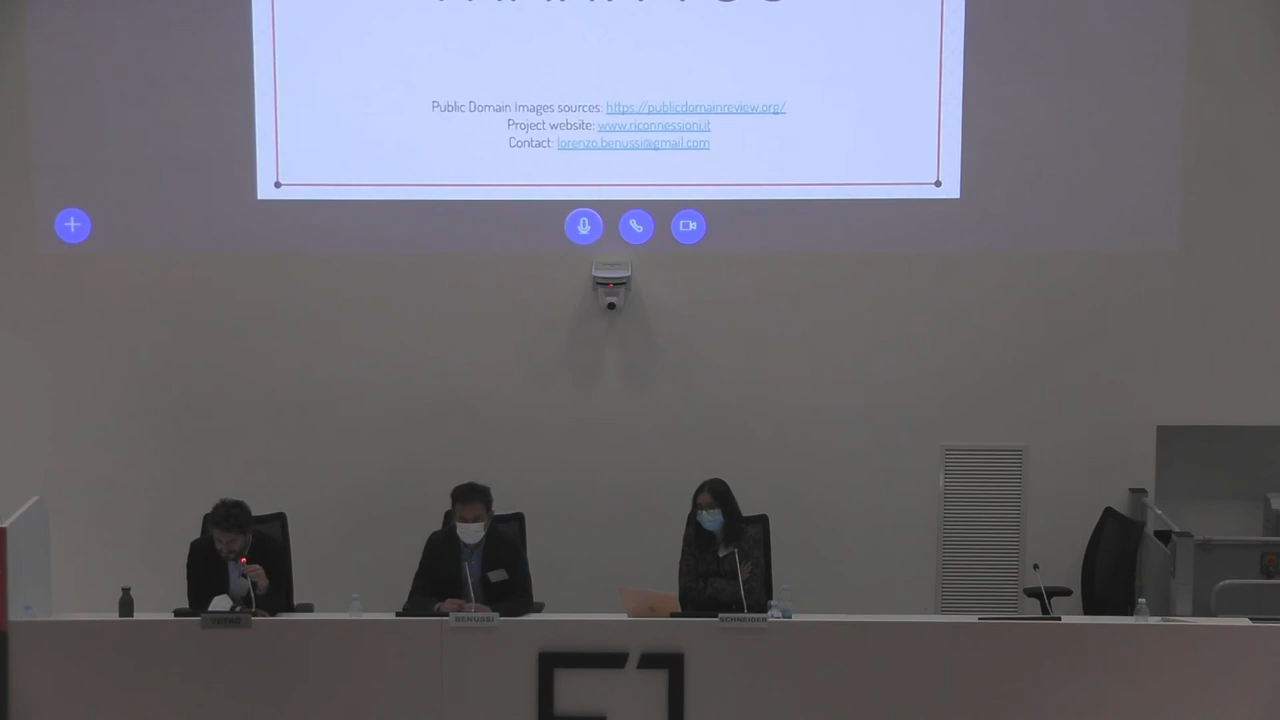 Public Domain Images sources: https://publicdomainreview.org/
Project website: www.riconnessioni.it
Contact: lorenzo.benussi@gmail.com
BENUSSI
SCHNEIDER